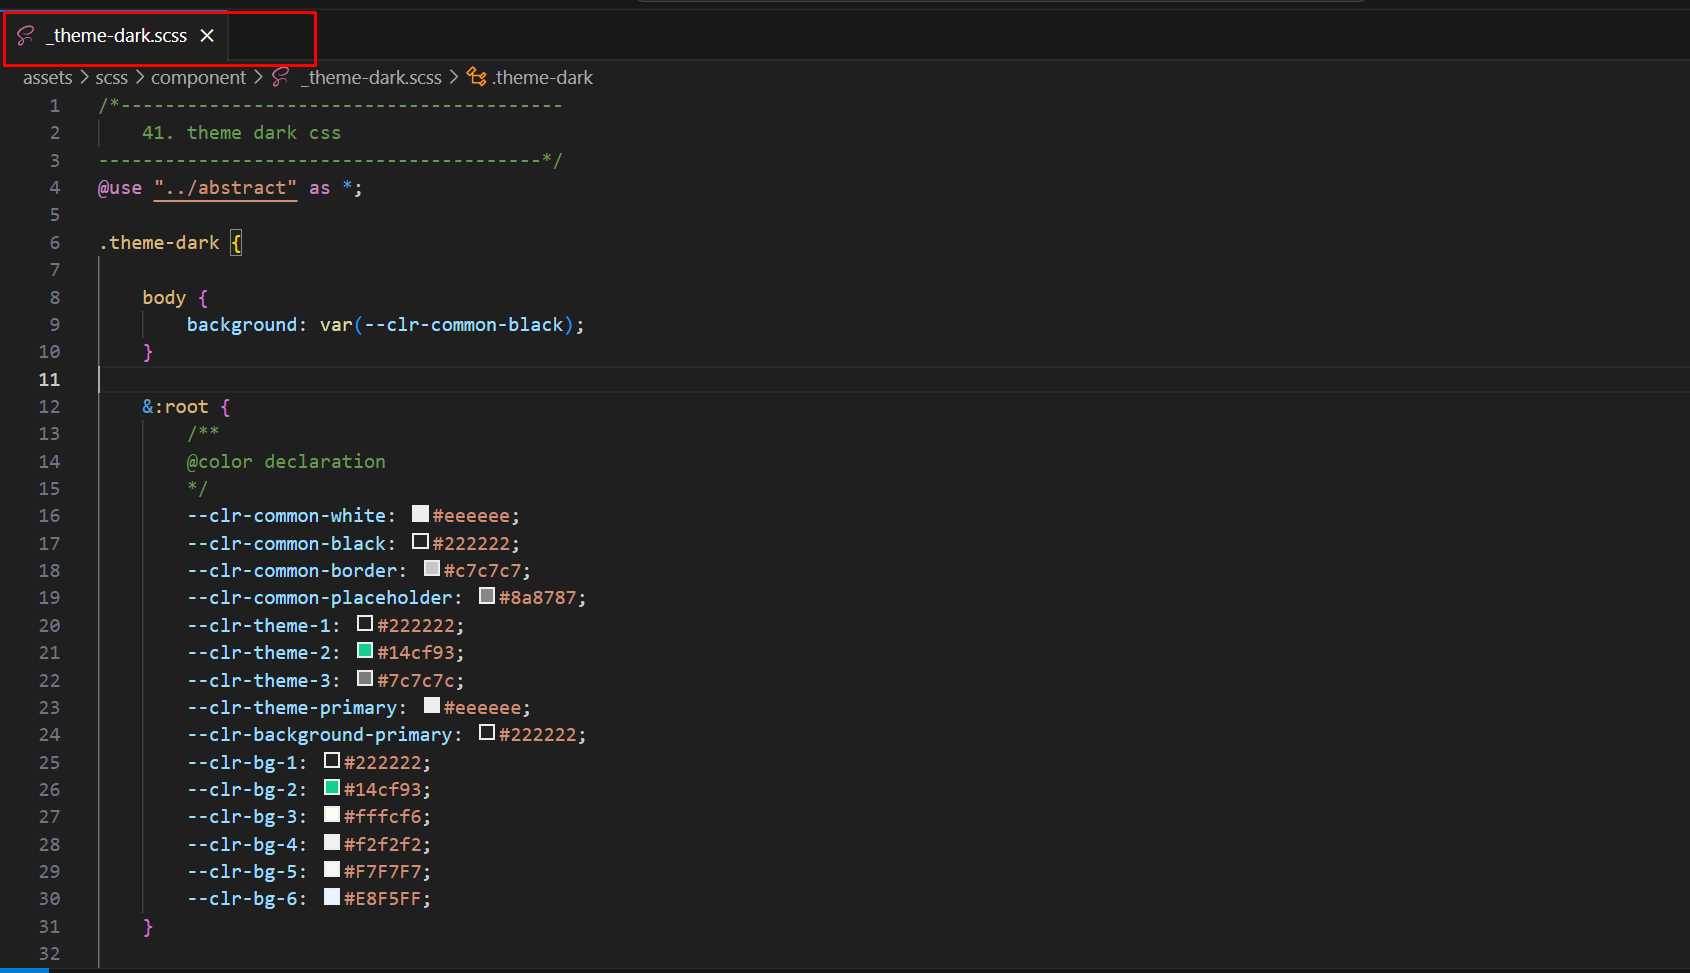 _theme-dark.scss
assets > scss > component > _theme-dark.scss > .theme-dark
1 /*----------------------------------------
2 41. theme dark css
3 ----------------------------------------*/
4 @use "../abstract" as *;
5
6 .theme-dark {
7
8 body {
9 background: var(--clr-common-black);
10 }
11
12 &:root {
13 /**
14 @color declaration
15 */
16 --clr-common-white: #eeeeee;
17 --clr-common-black: #222222;
18 --clr-common-border: #c7c7c7;
19 --clr-common-placeholder: #8a8787;
20 --clr-theme-1: #222222;
21 --clr-theme-2: #14cf93;
22 --clr-theme-3: #7c7c7c;
23 --clr-theme-primary: #eeeeee;
24 --clr-background-primary: #222222;
25 --clr-bg-1: #222222;
26 --clr-bg-2: #14cf93;
27 --clr-bg-3: #fffcf6;
28 --clr-bg-4: #f2f2f2;
29 --clr-bg-5: #F7F7F7;
30 --clr-bg-6: #E8F5FF;
31 }
32